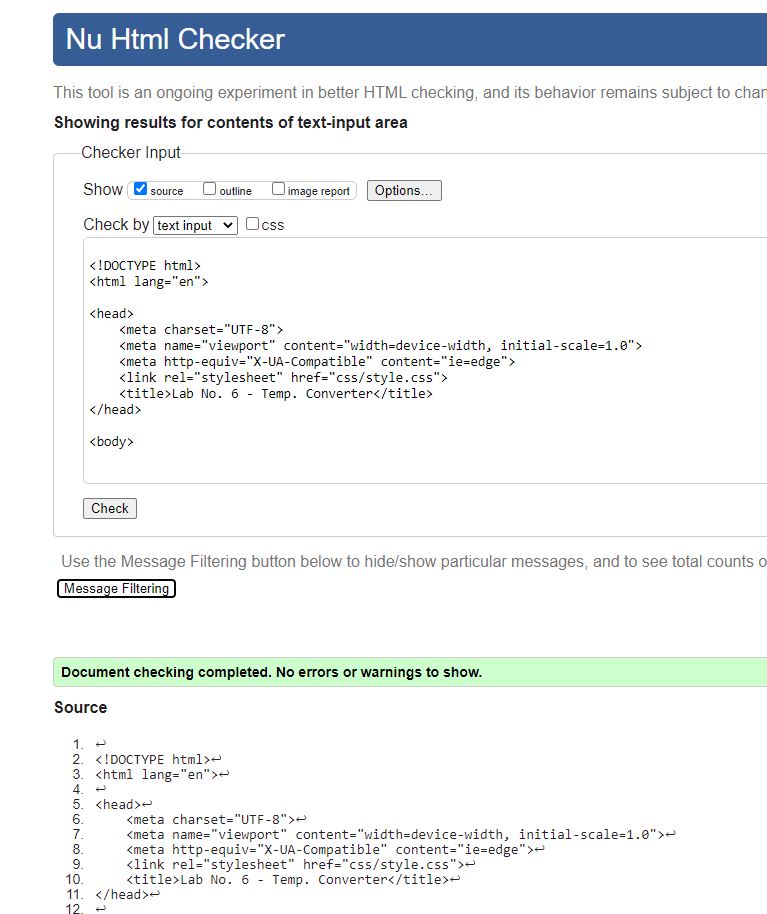 Nu Html Checker
This tool is an ongoing experiment in better HTML checking, and its behavior remains subject to
Showing results for contents of text-input area
Checker Input
Show source outline image report Options...
Check by text input css
<!DOCTYPE html>
<html lang="en">
<head>
<meta charset="UTF-8">
<meta name="viewport" content="width=device-width, initial-scale=1.0">
<meta http-equiv="X-UA-Compatible" content="ie=edge">
<link rel="stylesheet" href="css/style.css">
<title>Lab No. 6 - Temp. Converter</title>
</head>
<body>
Check
Use the Message Filtering button below to hide/show particular messages, and to see total counts
Message Filtering
Document checking completed. No errors or warnings to show.
Source
1. ↩
2. <!DOCTYPE html>↩
3. <html lang="en">↩
4. ↩
5. <head>↩
6. <meta charset="UTF-8">↩
7. <meta name="viewport" content="width=device-width, initial-scale=1.0">↩
8. <meta http-equiv="X-UA-Compatible" content="ie=edge">↩
9. <link rel="stylesheet" href="css/style.css">↩
10. <title>Lab No. 6 - Temp. Converter</title>↩
11. </head>↩
12. ↩